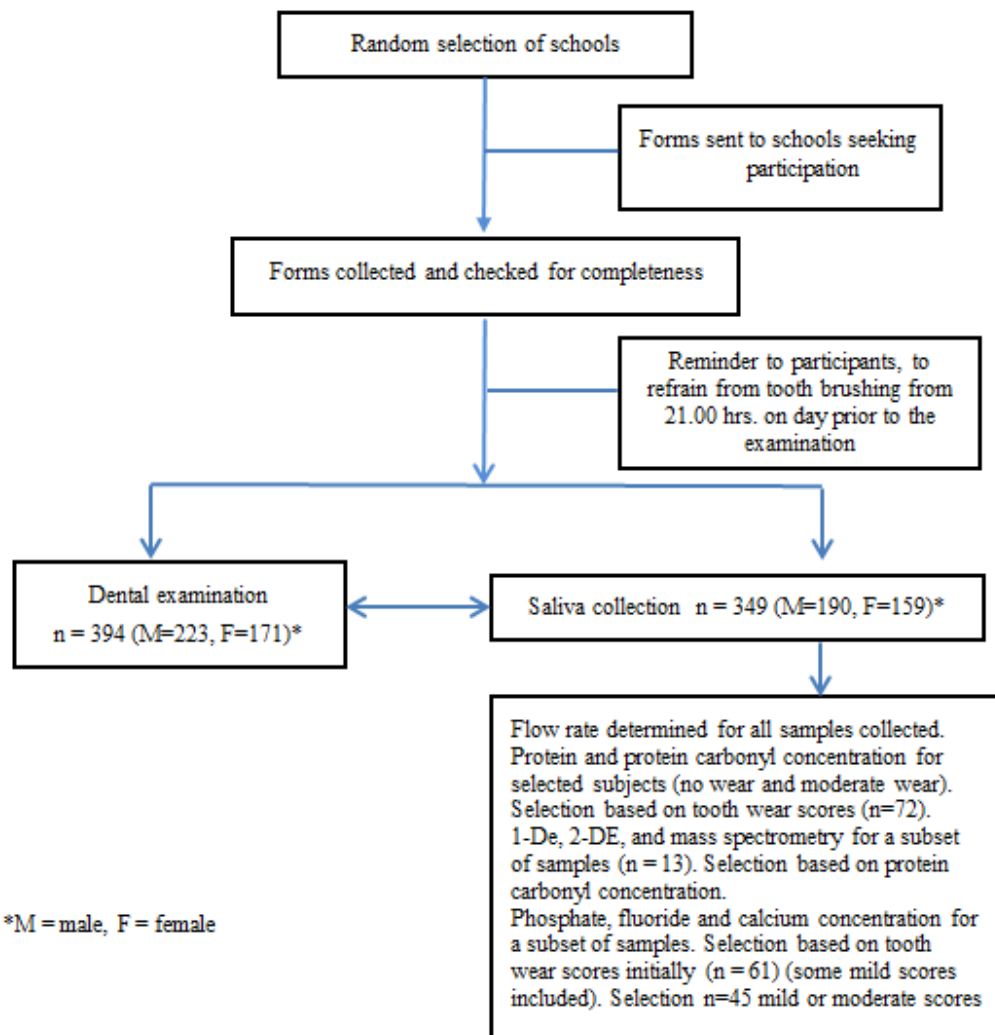 Random selection of schools
Forms sent to schools seeking
participation
Forms collected and checked for completeness
Reminder to participants, to
refrain from tooth brushing from
21.00 hrs. on day prior to the
examination
Dental examination
n = 394 (M=223, F=171)*
Saliva collection n = 349 (M=190, F=159)*
Flow rate determined for all samples collected.
Protein and protein carbonyl concentration for
selected subjects (no wear and moderate wear).
Selection based on tooth wear scores (n=72).
1-De, 2-DE, and mass spectrometry for a subset
of samples (n = 13). Selection based on protein
carbonyl concentration.
Phosphate, fluoride and calcium concentration for
a subset of samples. Selection based on tooth
wear scores initially (n = 61) (some mild scores
included). Selection n=45 mild or moderate scores
*M = male, F = female